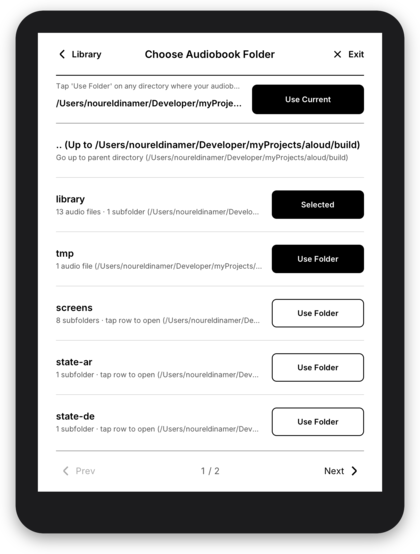 Library
Choose Audiobook Folder
Exit
Tap 'Use Folder' on any directory where your audiob...
/Users/noureldinamer/Developer/myProje...
Use Current
.. (Up to /Users/noureldinamer/Developer/myProjects/aloud/build)
Go up to parent directory (/Users/noureldinamer/Developer/myProjects/aloud/build)
library
13 audio files · 1 subfolder (/Users/noureldinamer/Develo...
Selected
tmp
1 audio file (/Users/noureldinamer/Developer/myProjects/...
Use Folder
screens
8 subfolders · tap row to open (/Users/noureldinamer/De...
Use Folder
state-ar
1 subfolder · tap row to open (/Users/noureldinamer/Dev...
Use Folder
state-de
1 subfolder · tap row to open (/Users/noureldinamer/Dev...
Use Folder
Prev
1 / 2
Next